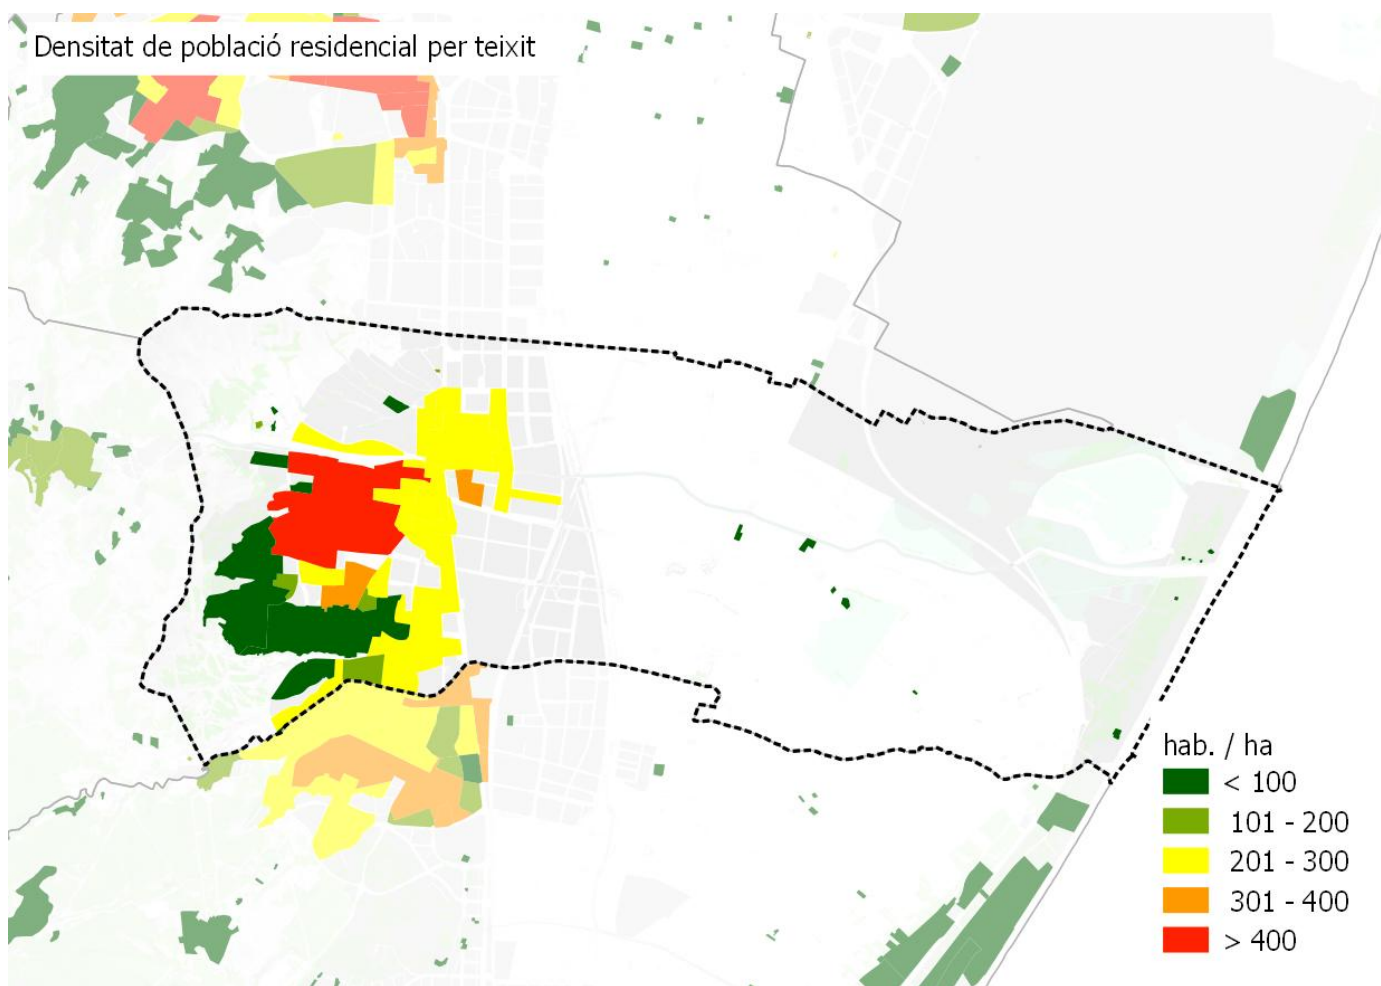 Densitat de població residencial per teixit
hab. / ha
< 100
101 - 200
201 - 300
301 - 400
> 400